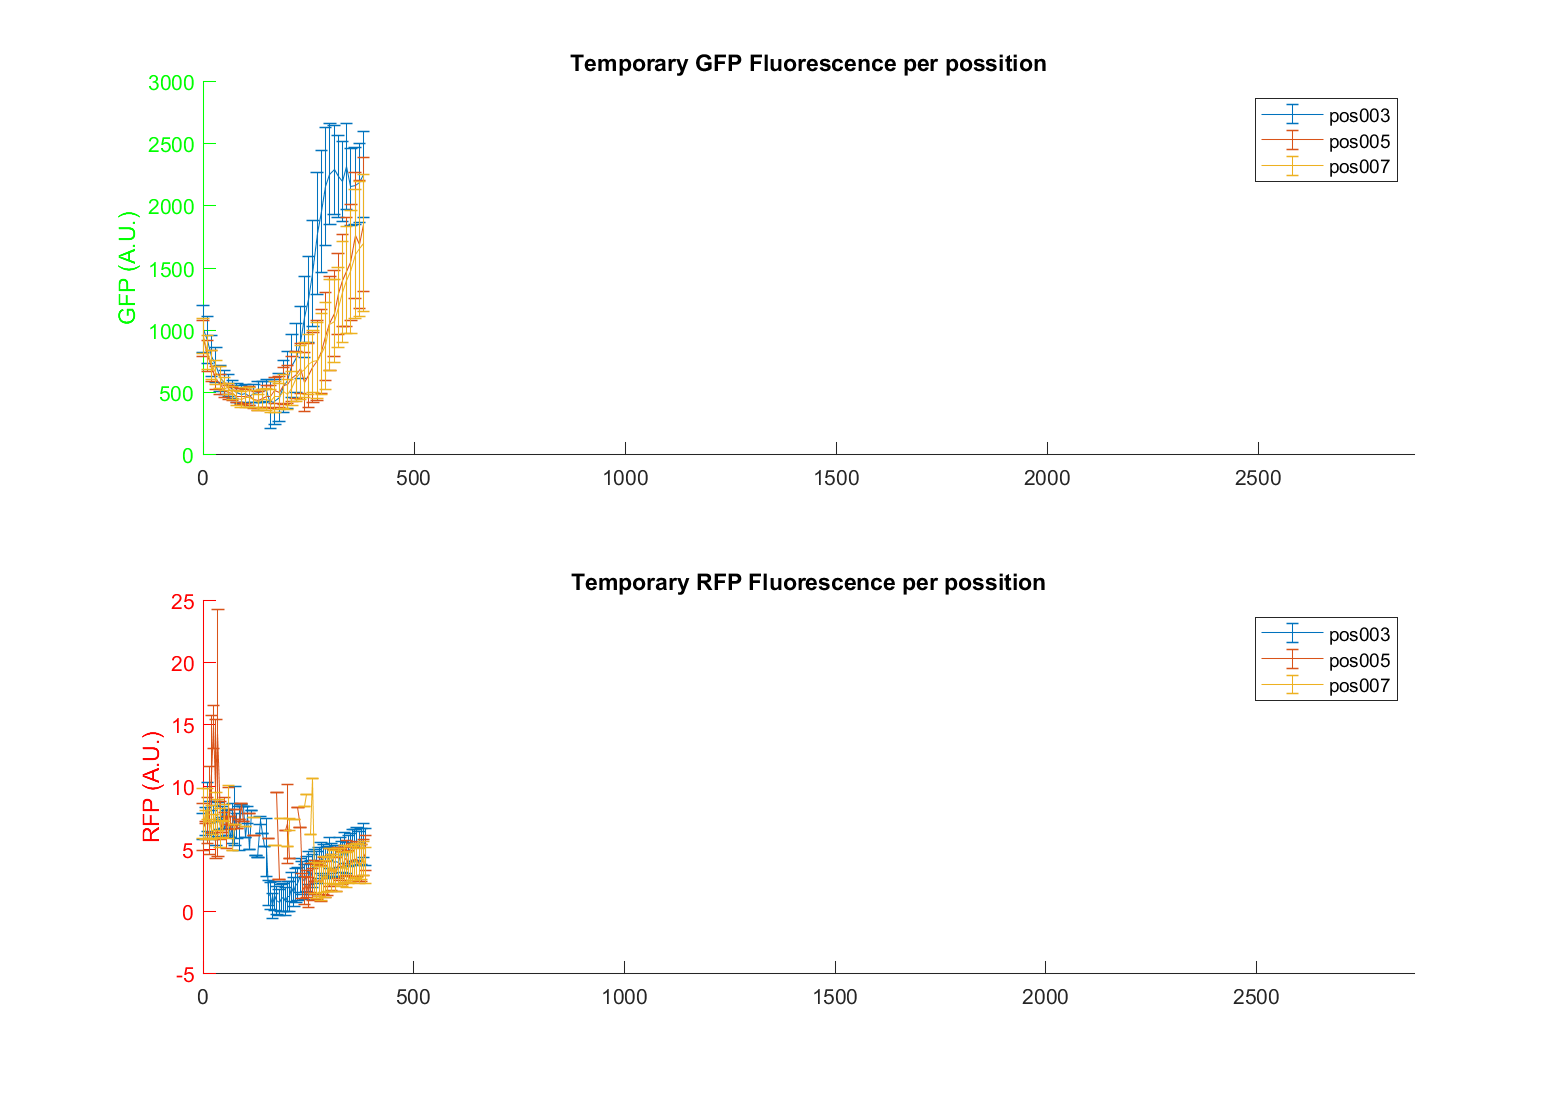 Temporary GFP Fluorescence per possition
3000
2500
2000
1500
1000
500
0
GFP (A.U.)
0 500 1000 1500 2000 2500
pos003
pos005
pos007
Temporary RFP Fluorescence per possition
25
20
15
10
5
0
-5
RFP (A.U.)
0 500 1000 1500 2000 2500
pos003
pos005
pos007